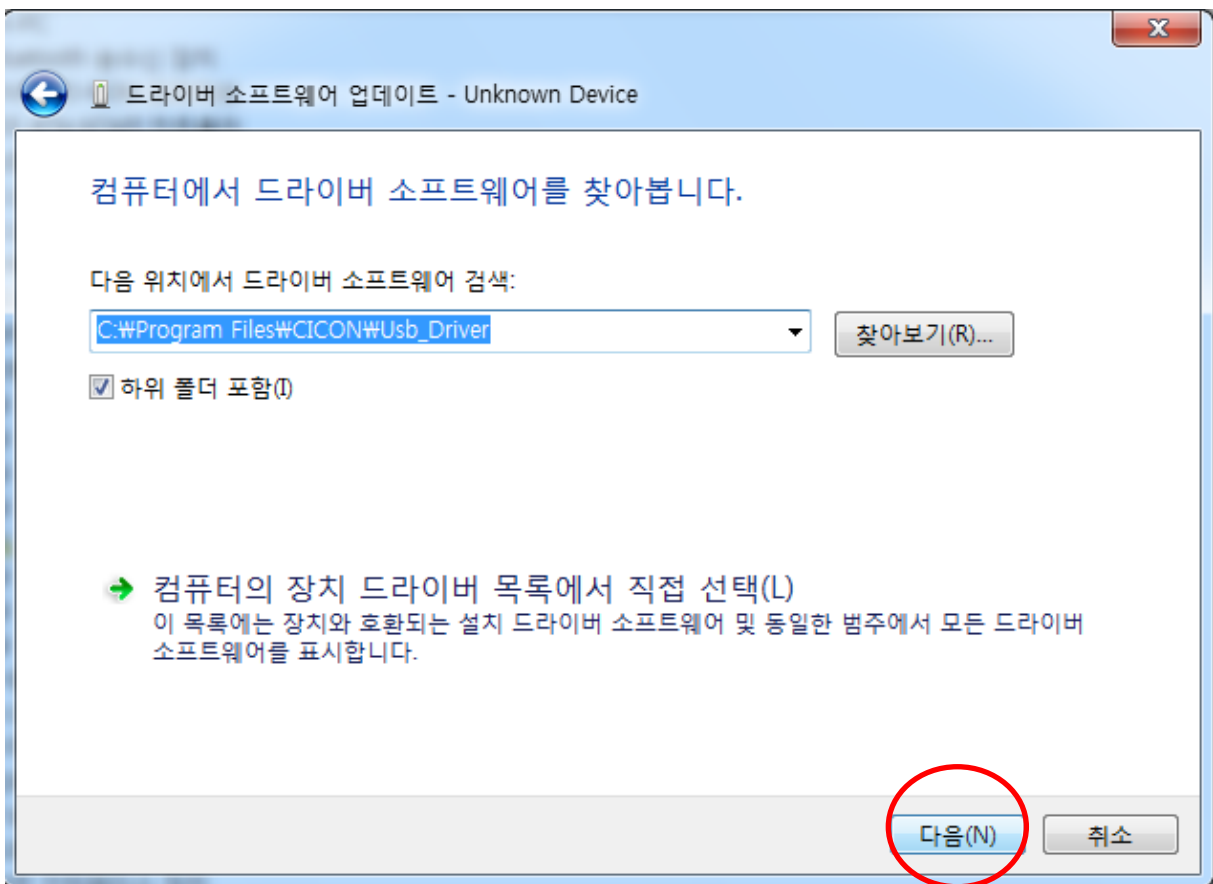 드라이버 소프트웨어 업데이트 - Unknown Device
컴퓨터에서 드라이버 소프트웨어를 찾아봅니다.
다음 위치에서 드라이버 소프트웨어 검색:
C:₩Program Files₩CICON₩Usb_Driver
찾아보기(R)...
하위 폴더 포함(I)
컴퓨터의 장치 드라이버 목록에서 직접 선택(L)
이 목록에는 장치와 호환되는 설치 드라이버 소프트웨어 및 동일한 범주에서 모든 드라이버
소프트웨어를 표시합니다.
다음(N)
취소